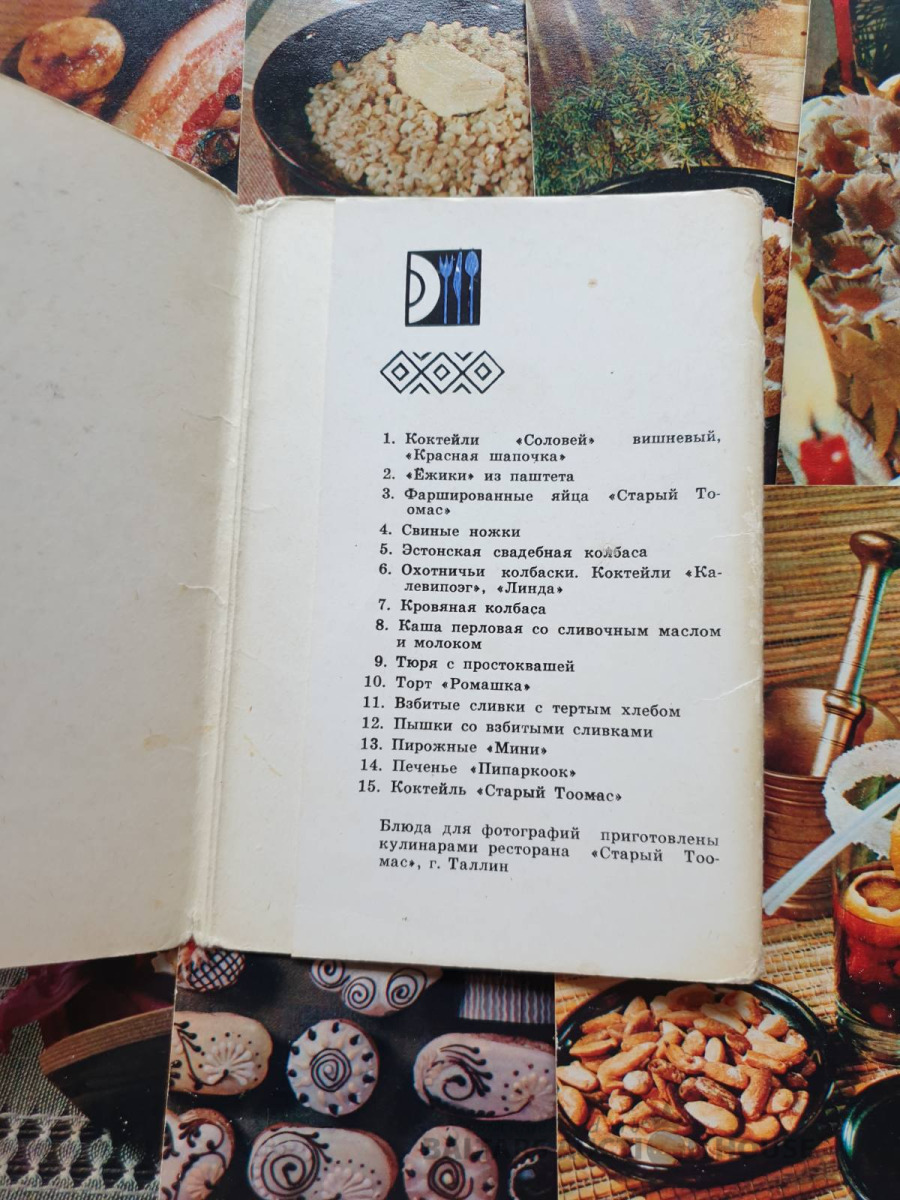 1. Коктейли «Соловей» вишневый,
«Красная шапочка»
2. «Ёжики» из паштета
3. Фаршированные яйца «Старый То-
омас»
4. Свиные ножки
5. Эстонская свадебная колбаса
6. Охотничьи колбаски. Коктейли «Ка-
левипоэг», «Линда»
7. Кровяная колбаса
8. Каша перловая со сливочным маслом
и молоком
9. Тюря с простоквашей
10. Торт «Ромашка»
11. Взбитые сливки с тертым хлебом
12. Пышки со взбитыми сливками
13. Пирожные «Мини»
14. Печенье «Пипаркоок»
15. Коктейль «Старый Тоомас»
Блюда для фотографий приготовлены
кулинарами ресторана «Старый Тоо-
мас», г. Таллин